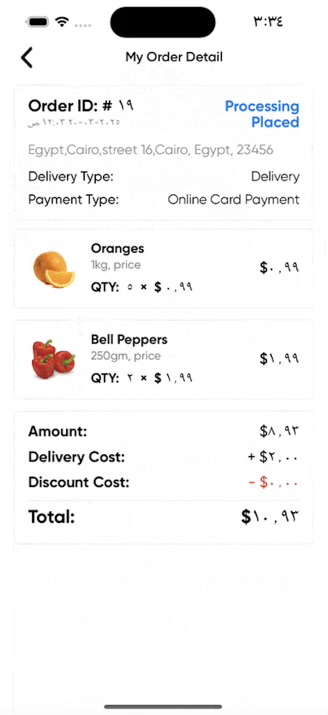 ٣:٣٤
My Order Detail
Order ID: # ١٩
Processing
Placed
٢٠٢٥-٠٣-٢٠ ١٢:٠٣ ص
Egypt,Cairo,street 16,Cairo, Egypt, 23456
Delivery Type: Delivery
Payment Type: Online Card Payment
Oranges
1kg, price
QTY: ٥ × $٠,٩٩
$٠,٩٩
Bell Peppers
250gm, price
QTY: ٢ × $١,٩٩
$١,٩٩
Amount: $٨,٩٣
Delivery Cost: + $٢,٠٠
Discount Cost: - $٠,٠٠
Total: $١٠,٩٣